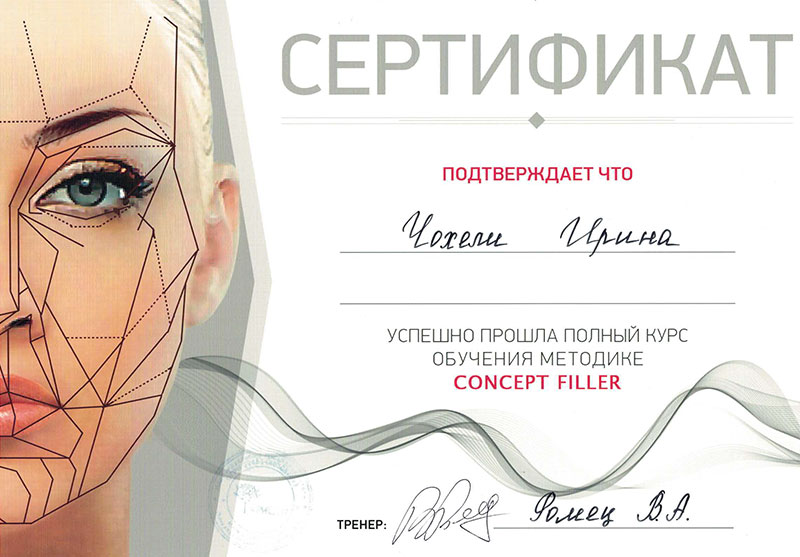 СЕРТИФИКАТ
ПОДТВЕРЖДАЕТ ЧТО
Чохели Ирина
УСПЕШНО ПРОШЛА ПОЛНЫЙ КУРС
ОБУЧЕНИЯ МЕТОДИКЕ
CONCEPT FILLER
ТРЕНЕР: Фомец В.А.